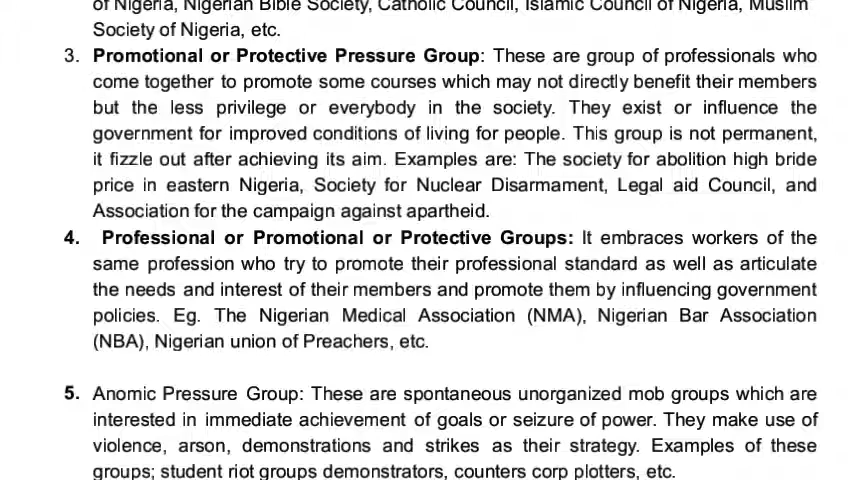 of Nigeria, Nigerian Bible Society, Catholic Council, Islamic Council of Nigeria, Muslim
Society of Nigeria, etc.
3. Promotional or Protective Pressure Group: These are group of professionals who
come together to promote some courses which may not directly benefit their members
but the less privilege or everybody in the society. They exist or influence the
government for improved conditions of living for people. This group is not permanent,
it fizzle out after achieving its aim. Examples are: The society for abolition high bride
price in eastern Nigeria, Society for Nuclear Disarmament, Legal aid Council, and
Association for the campaign against apartheid.
4. Professional or Promotional or Protective Groups: It embraces workers of the
same profession who try to promote their professional standard as well as articulate
the needs and interest of their members and promote them by influencing government
policies. Eg. The Nigerian Medical Association (NMA), Nigerian Bar Association
(NBA), Nigerian union of Preachers, etc.
5. Anomic Pressure Group: These are spontaneous unorganized mob groups which are
interested in immediate achievement of goals or seizure of power. They make use of
violence, arson, demonstrations and strikes as their strategy. Examples of these
groups; student riot groups demonstrators, counters corp plotters, etc.